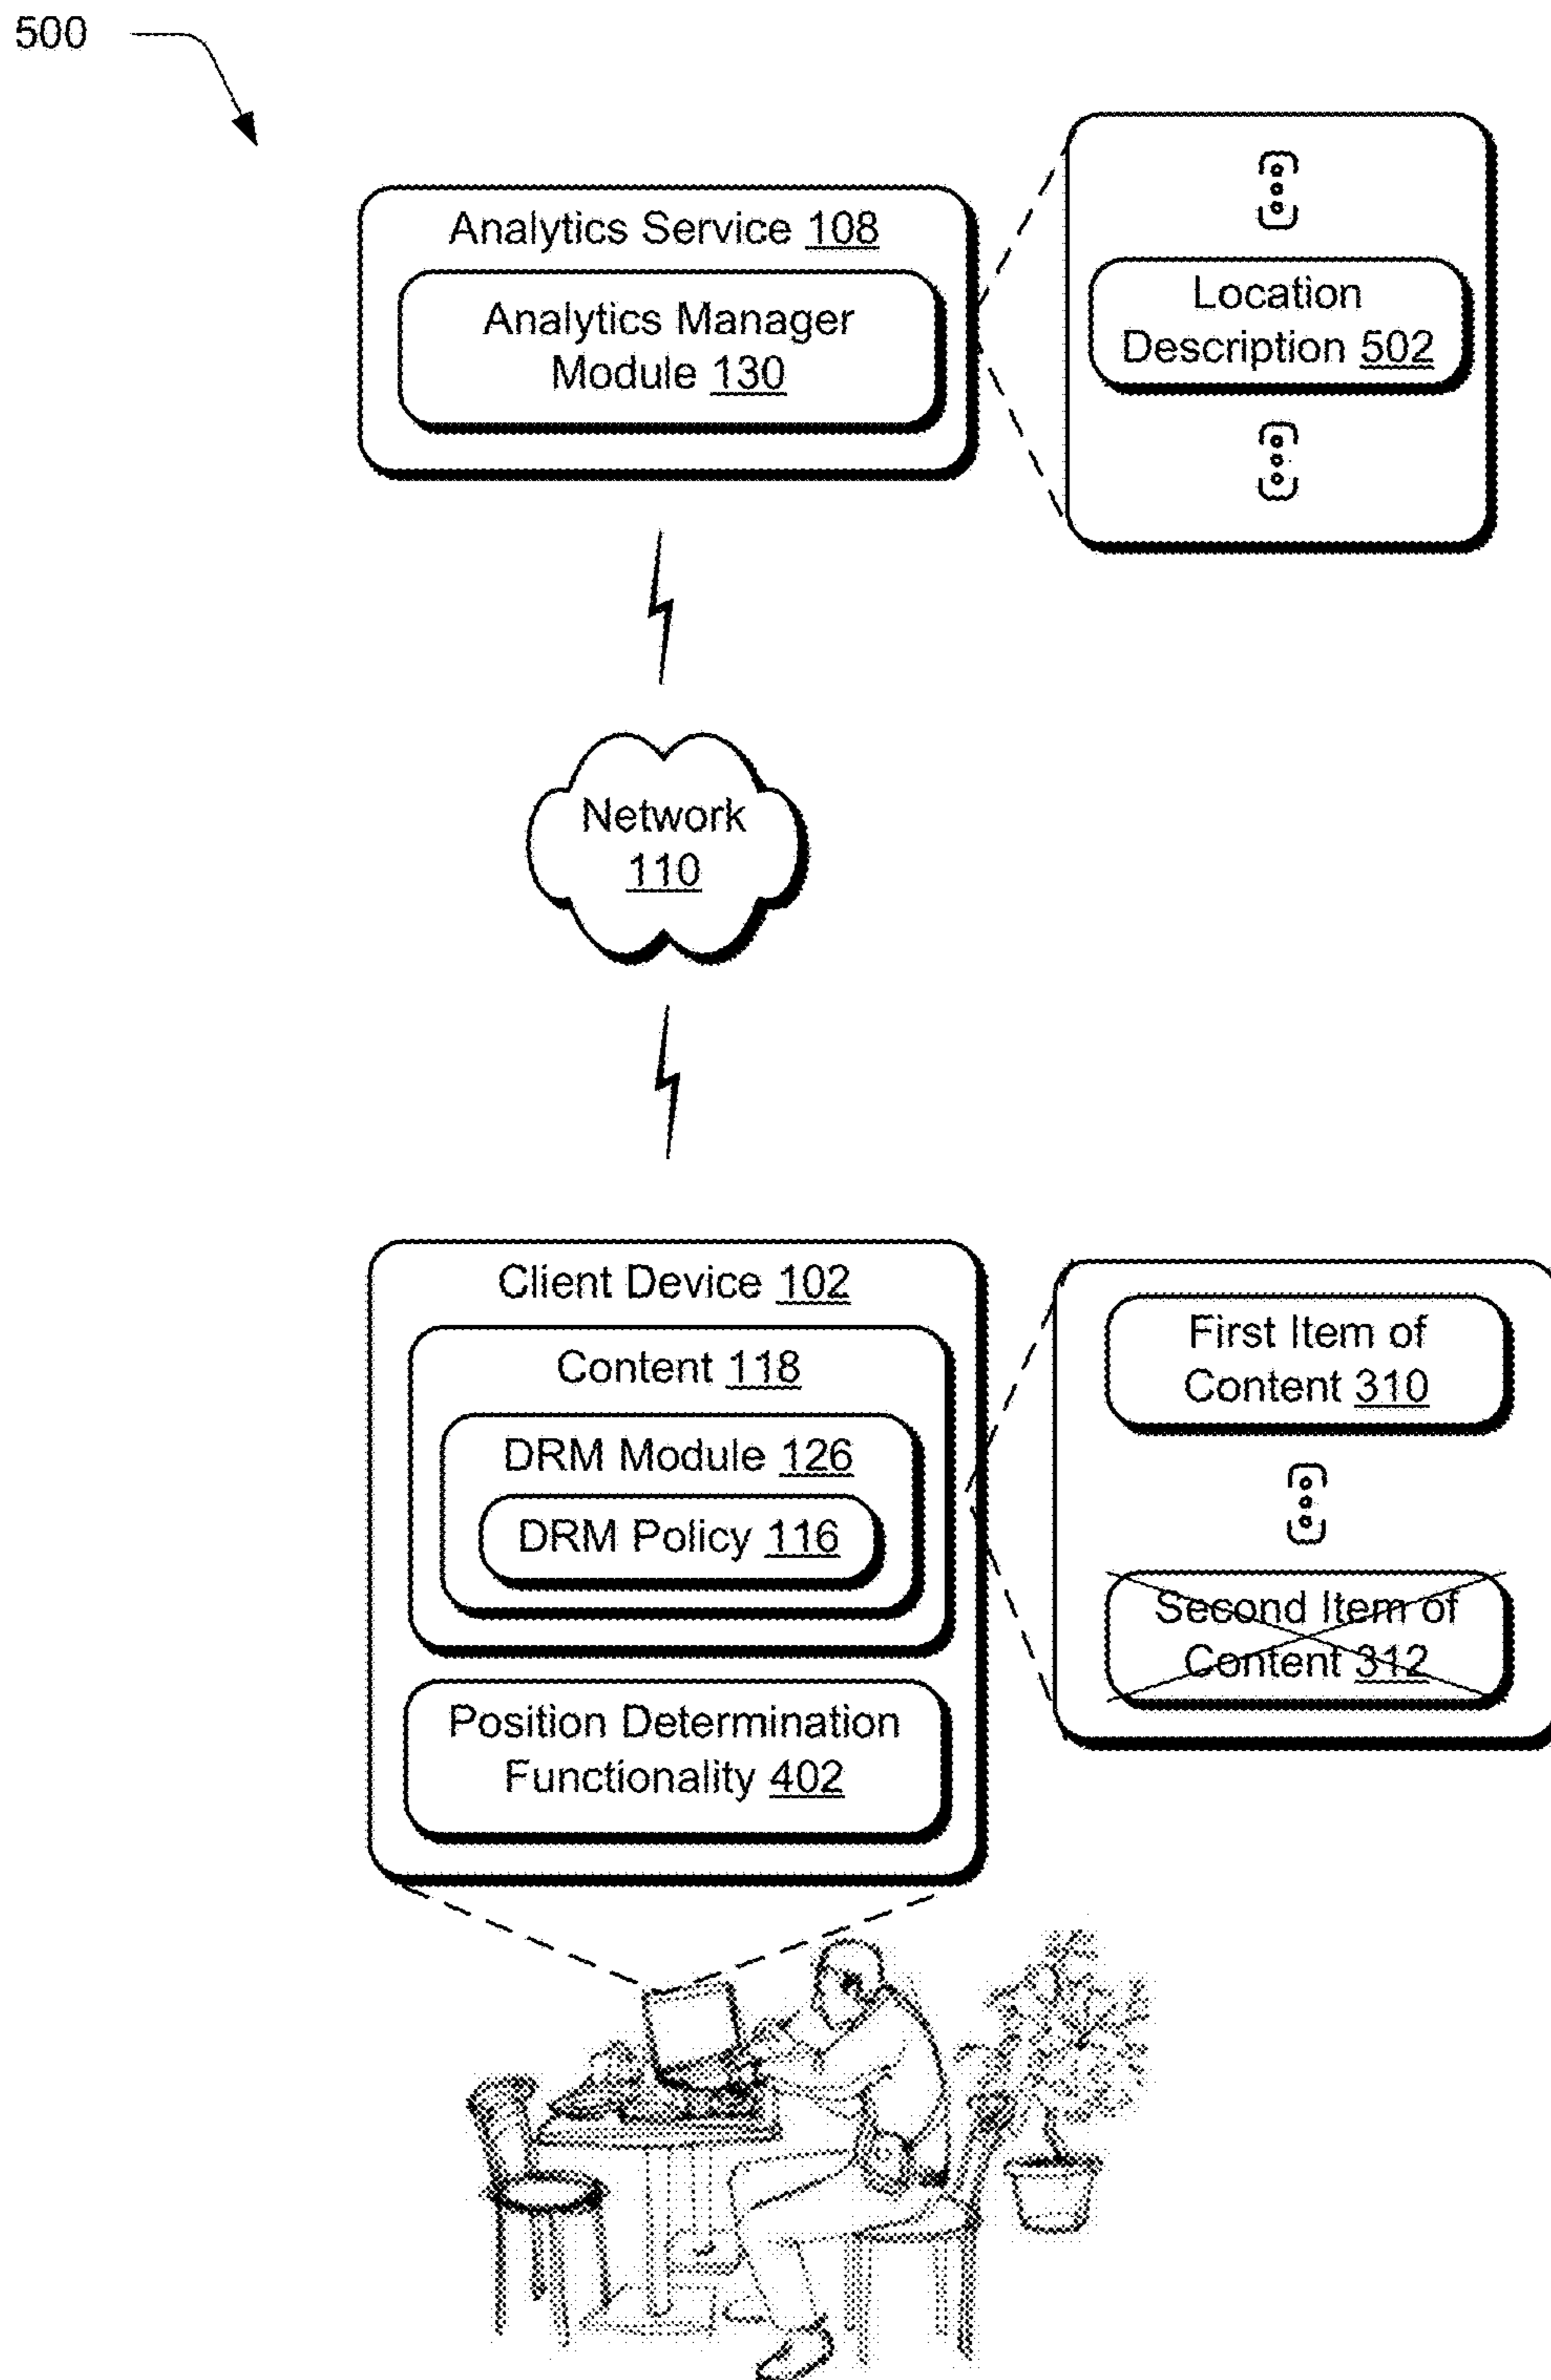 500
Analytics Service 108
Analytics Manager
Module 130
Location
Description 502
Network
110
Client Device 102
Content 118
DRM Module 126
DRM Policy 116
Position Determination
Functionality 402
First Item of
Content 310
Second Item of
Content 312